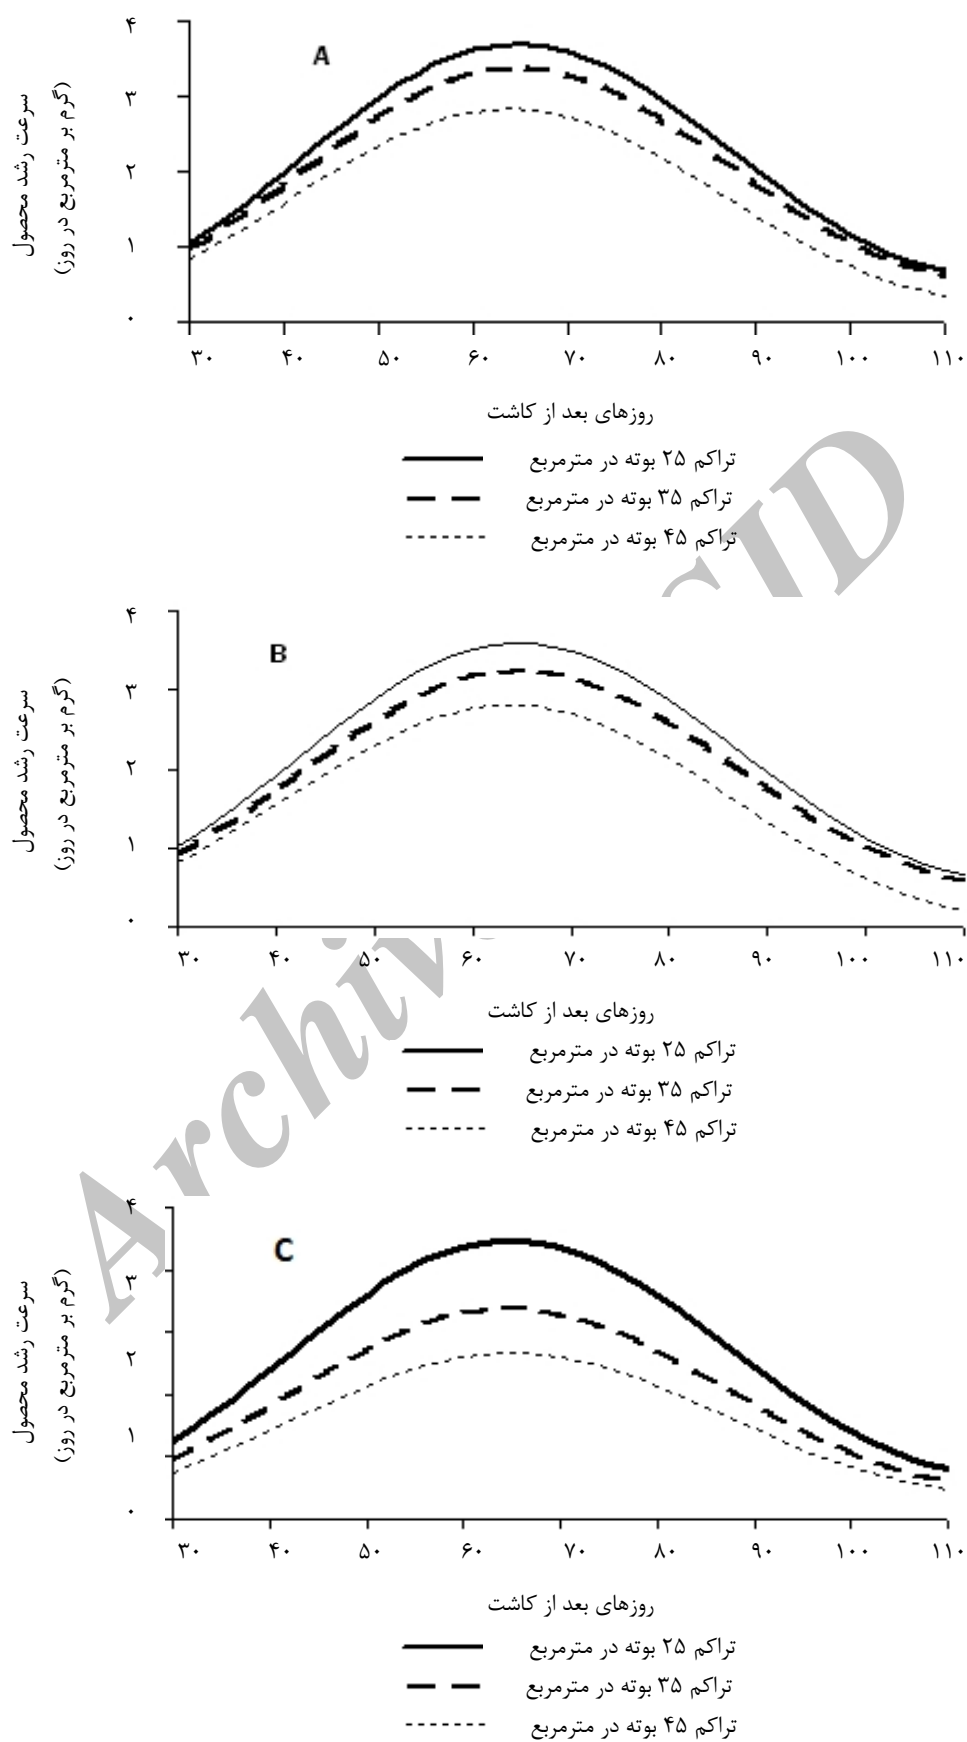 A
سرعت رشد محصول
(گرم بر مترمربع در روز)
۴
۳
۲
۱
۰
۳۰ ۴۰ ۵۰ ۶۰ ۷۰ ۸۰ ۹۰ ۱۰۰ ۱۱۰
روزهای بعد از کاشت
تراکم ۲۵ بوته در مترمربع
تراکم ۳۵ بوته در مترمربع
تراکم ۴۵ بوته در مترمربع
B
سرعت رشد محصول
(گرم بر مترمربع در روز)
۴
۳
۲
۱
۰
۳۰ ۴۰ ۵۰ ۶۰ ۷۰ ۸۰ ۹۰ ۱۰۰ ۱۱۰
روزهای بعد از کاشت
تراکم ۲۵ بوته در مترمربع
تراکم ۳۵ بوته در مترمربع
تراکم ۴۵ بوته در مترمربع
C
سرعت رشد محصول
(گرم بر مترمربع در روز)
۴
۳
۲
۱
۰
۳۰ ۴۰ ۵۰ ۶۰ ۷۰ ۸۰ ۹۰ ۱۰۰ ۱۱۰
روزهای بعد از کاشت
تراکم ۲۵ بوته در مترمربع
تراکم ۳۵ بوته در مترمربع
تراکم ۴۵ بوته در مترمربع